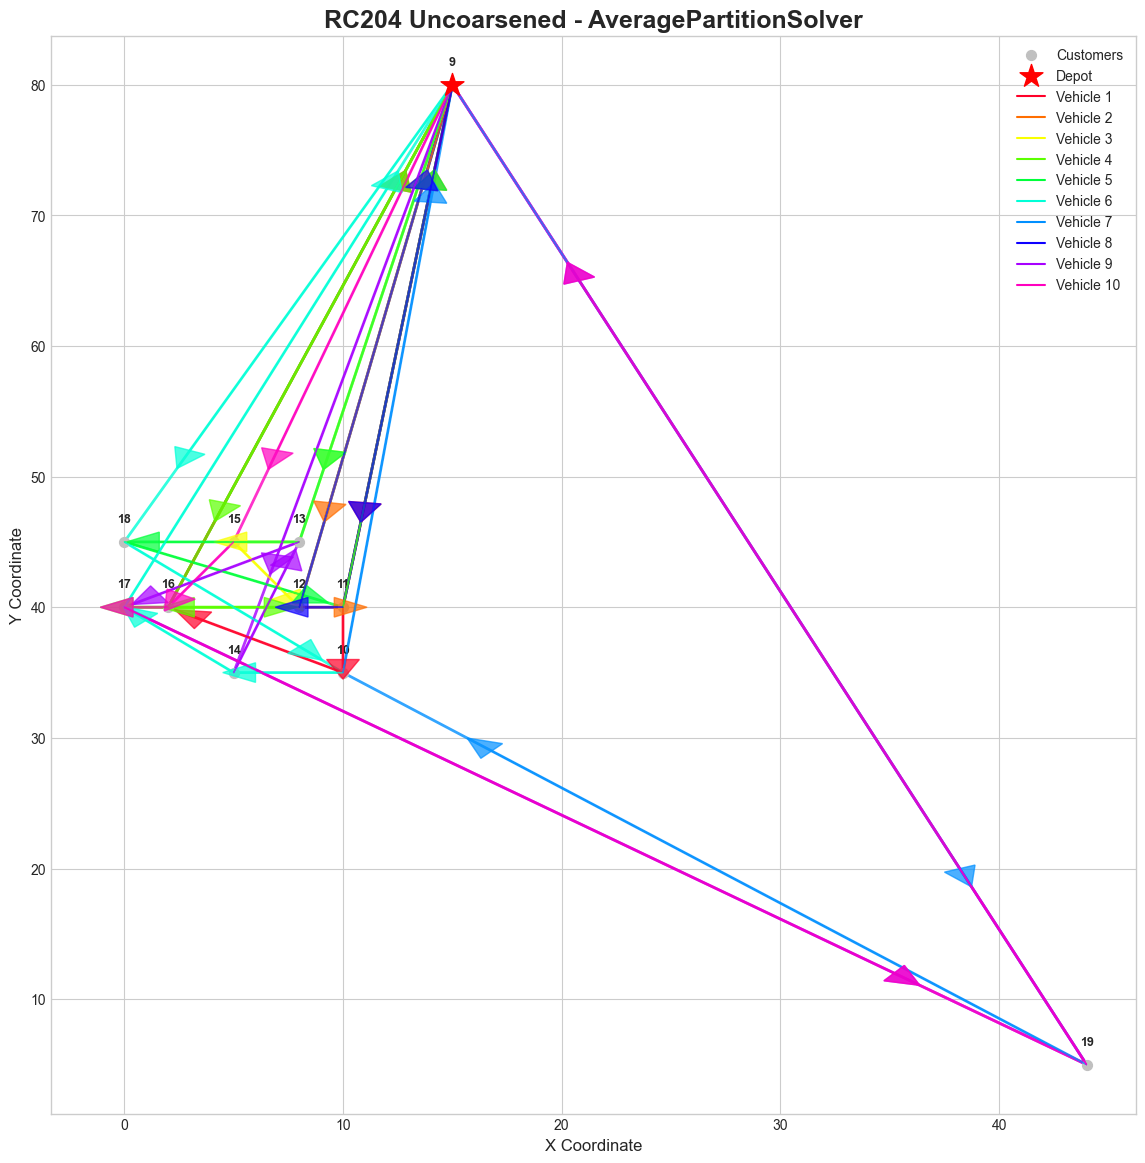 RC204 Uncoarsened - AveragePartitionSolver
Customers
Depot
Vehicle 1
Vehicle 2
Vehicle 3
Vehicle 4
Vehicle 5
Vehicle 6
Vehicle 7
Vehicle 8
Vehicle 9
Vehicle 10
9
18
15
13
17
16
12
11
14
10
19
80
70
60
50
40
30
20
10
0
10
20
30
40
Y Coordinate
X Coordinate